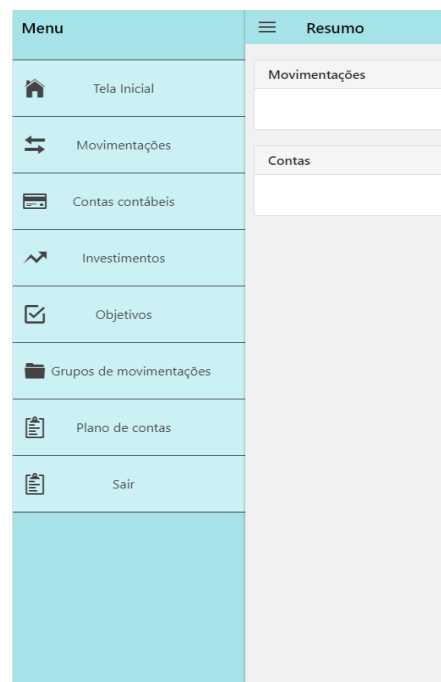 Menu
Tela Inicial
Movimentações
Contas contábeis
Investimentos
Objetivos
Grupos de movimentações
Plano de contas
Sair
Resumo
Movimentações
Contas